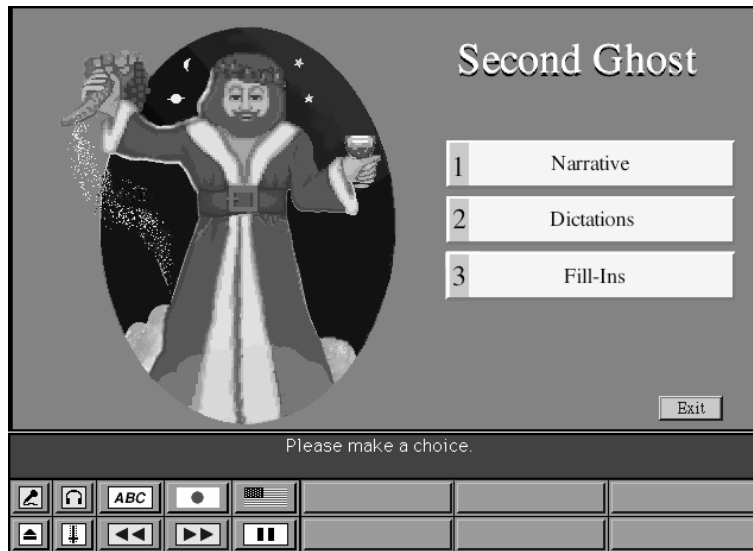 Second Ghost
1 Narrative
2 Dictations
3 Fill-Ins
Exit
Please make a choice.
ABC